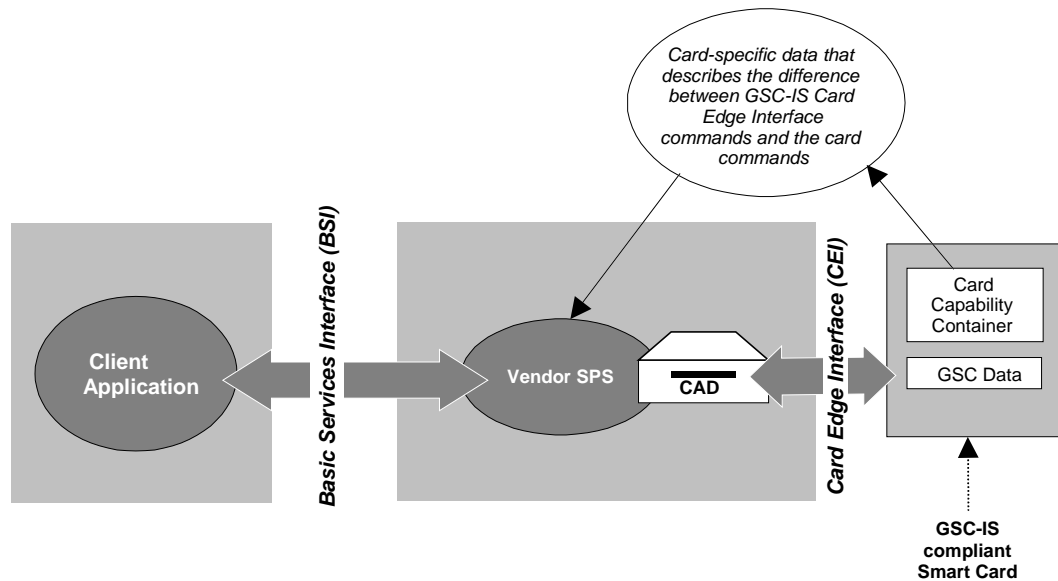 Card-specific data that
describes the difference
between GSC-IS Card
Edge Interface
commands and the card
commands
Basic Services Interface (BSI)
Card Edge Interface (CEI)
Client
Application
Vendor SPS
CAD
Card
Capability
Container
GSC Data
GSC-IS
compliant
Smart Card